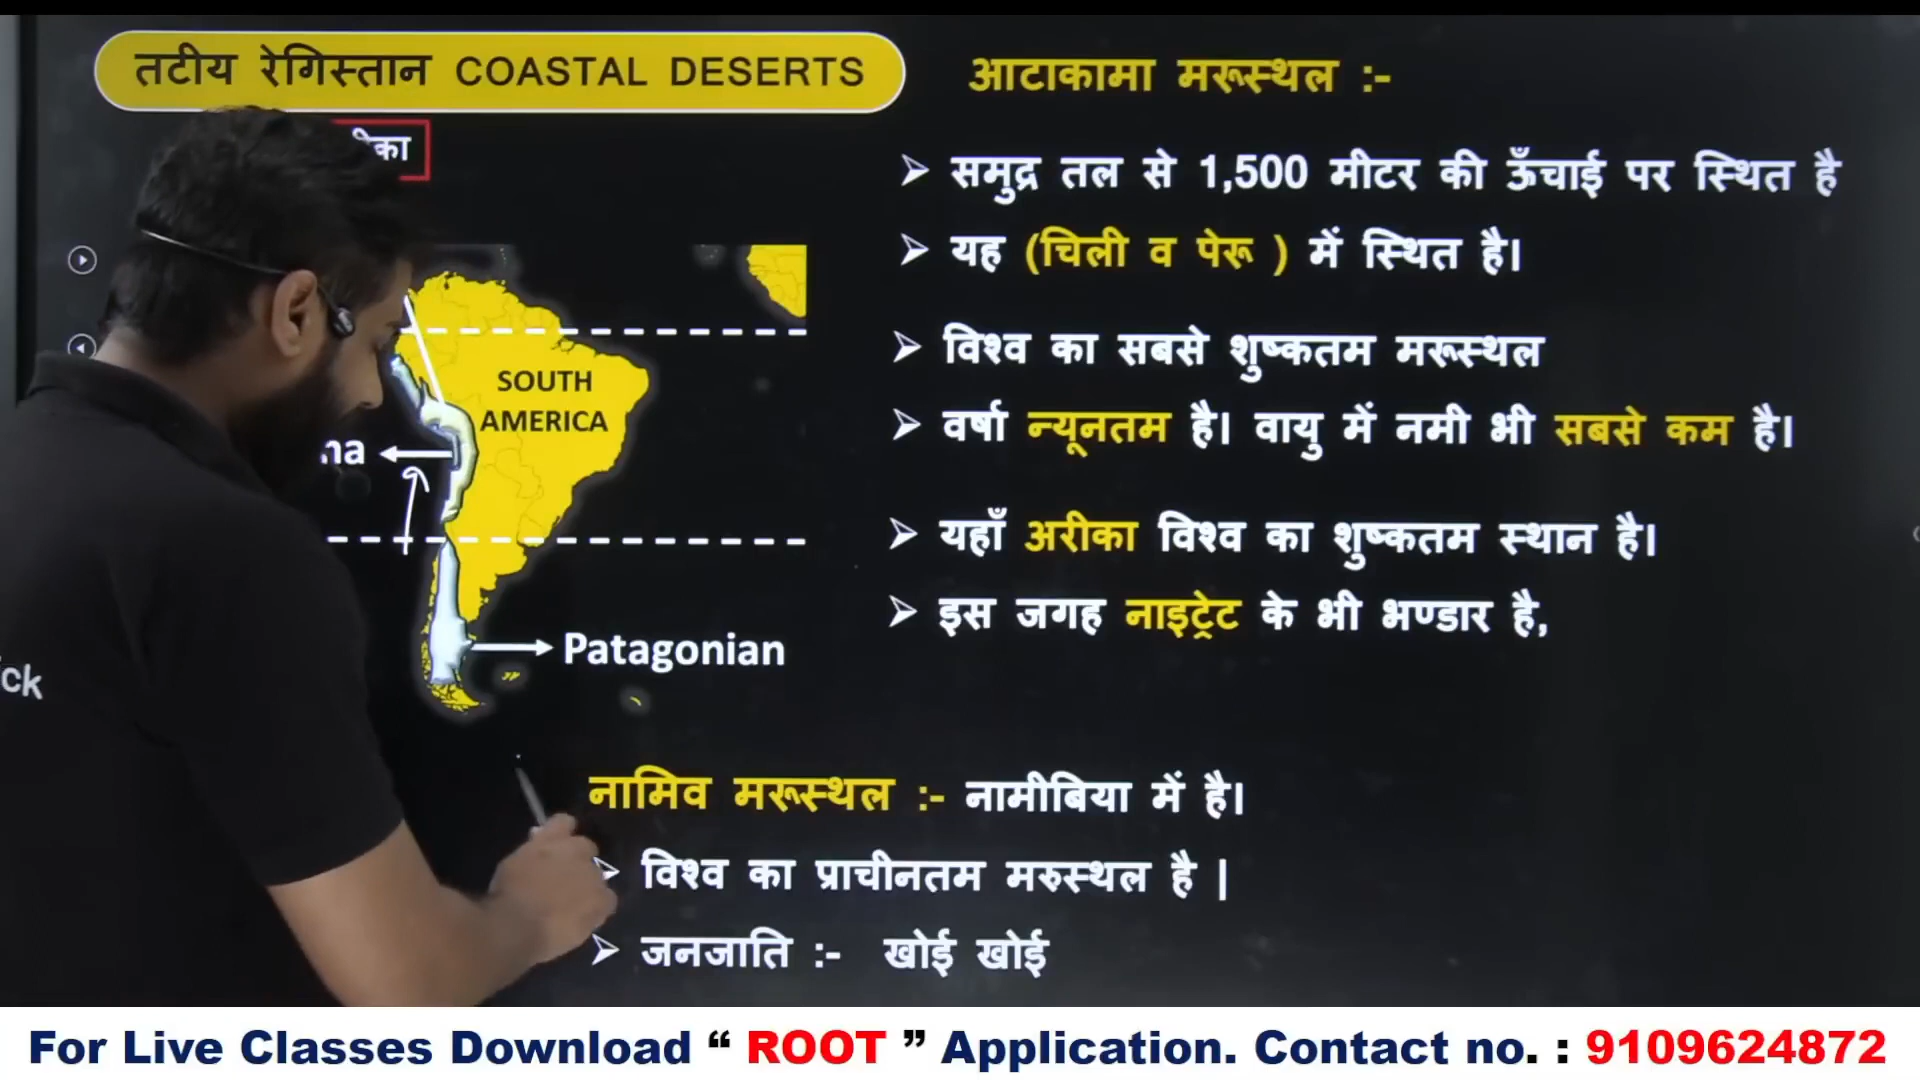 तटीय रेगिस्तान COASTAL DESERTS
आटाकामा मरूस्थल :-
समुद्र तल से 1,500 मीटर की ऊँचाई पर स्थित है
यह (चिली व पेरू ) में स्थित है।
विश्व का सबसे शुष्कतम मरूस्थल
वर्षा न्यूनतम है। वायु में नमी भी सबसे कम है।
यहाँ अरीका विश्व का शुष्कतम स्थान है।
इस जगह नाइट्रेट के भी भण्डार है,
SOUTH
AMERICA
Patagonian
नामिव मरूस्थल :- नामीबिया में है।
विश्व का प्राचीनतम मरुस्थल है |
जनजाति :- खोई खोई
For Live Classes Download “ ROOT ” Application. Contact no. : 9109624872